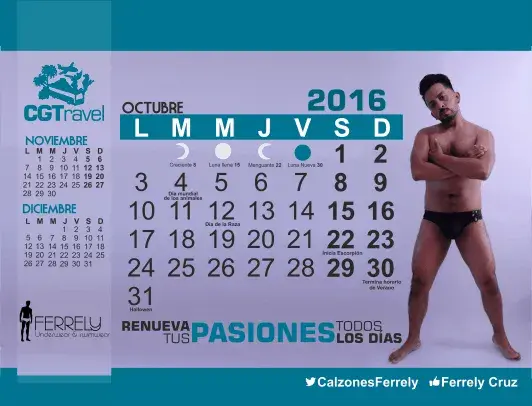 CGTravel
NOVIEMBRE
L M M J V S D
1 2 3 4 5 6
7 8 9 10 11 12 13
14 15 16 17 18 19 20
21 22 23 24 25 26 27
28 29 30
DICIEMBRE
L M M J V S D
1 2 3 4
5 6 7 8 9 10 11
12 13 14 15 16 17 18
19 20 21 22 23 24 25
26 27 28 29 30 31
FERRELY
Underwear & swimwear
OCTUBRE 2016
L M M J V S D
1 2
Creciente 8 Luna llena 15 Menguante 22 Luna Nueva 30
3 4 5 6 7 8 9
Día mundial
de los animales
10 11 12 13 14 15 16
Día de la Raza
17 18 19 20 21 22 23
Inicia Escorpión
24 25 26 27 28 29 30
Termina horario
de Verano
31
Halloween
RENUEVA TUS PASIONES TODOS LOS DÍAS
CalzonesFerrely Ferrely Cruz